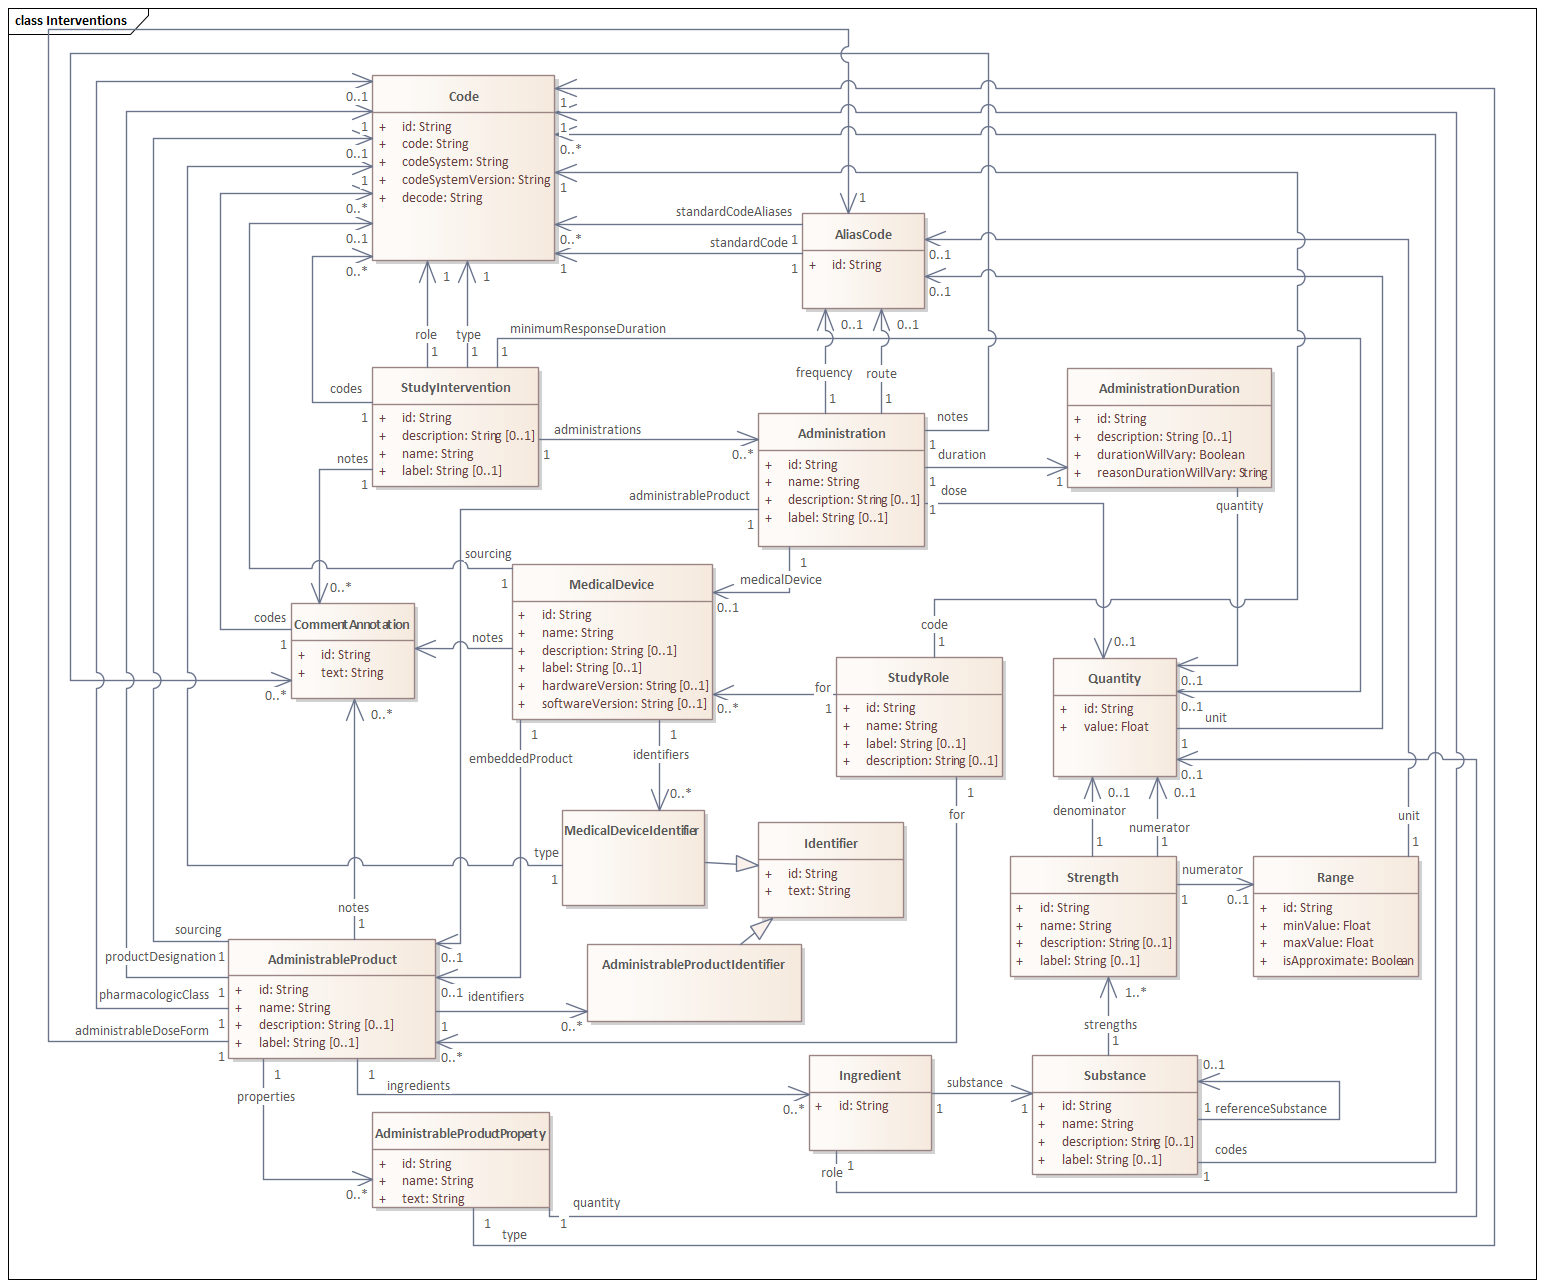 class Interventions
Code
+ id: String
+ code: String
+ codeSystem: String
+ codeSystemVersion: String
+ decode: String
0..1
1
0..1
1
0..*
0..1
0..*
1
1
0..*
1
0..*
1
1
1
standardCodeAliases
1
standardCode
1
1
AliasCode
+ id: String
0..1
0..1
0..1
0..1
role
1
type
1
minimumResponseDuration
1
frequency
1
route
1
codes
1
notes
1
StudyIntervention
+ id: String
+ description: String [0..1]
+ name: String
+ label: String [0..1]
administrations
1
0..*
Administration
+ id: String
+ name: String
+ description: String [0..1]
+ label: String [0..1]
notes
1
duration
1
1
dose
1
AdministrationDuration
+ id: String
+ description: String [0..1]
+ durationWillVary: Boolean
+ reasonDurationWillVary: String
quantity
administrableProduct
1
1
medicalDevice
0..1
sourcing
1
MedicalDevice
+ id: String
+ name: String
+ description: String [0..1]
+ label: String [0..1]
+ hardwareVersion: String [0..1]
+ softwareVersion: String [0..1]
notes
0..*
codes
1
CommentAnnotation
+ id: String
+ text: String
0..*
0..*
code
1
StudyRole
+ id: String
+ name: String
+ label: String [0..1]
+ description: String [0..1]
for
1
0..*
1
for
0..1
Quantity
+ id: String
+ value: Float
0..1
0..1
unit
1
0..1
1
embeddedProduct
1
identifiers
0..*
MedicalDeviceIdentifier
type
1
Identifier
+ id: String
+ text: String
AdministrableProductIdentifier
0..1
denominator
1
0..1
numerator
1
Strength
+ id: String
+ name: String
+ description: String [0..1]
+ label: String [0..1]
numerator
1
0..1
unit
1
Range
+ id: String
+ minValue: Float
+ maxValue: Float
+ isApproximate: Boolean
notes
1
sourcing
1
productDesignation
1
pharmacologicClass
1
administrableDoseForm
1
AdministrableProduct
+ id: String
+ name: String
+ description: String [0..1]
+ label: String [0..1]
0..1
0..1
identifiers
1
0..*
0..*
1
properties
0..*
1
ingredients
0..*
Ingredient
+ id: String
substance
1
1
1..*
strengths
1
Substance
+ id: String
+ name: String
+ description: String [0..1]
+ label: String [0..1]
0..1
1
referenceSubstance
codes
1
role
1
AdministrableProductProperty
+ id: String
+ name: String
+ text: String
quantity
1
1
type